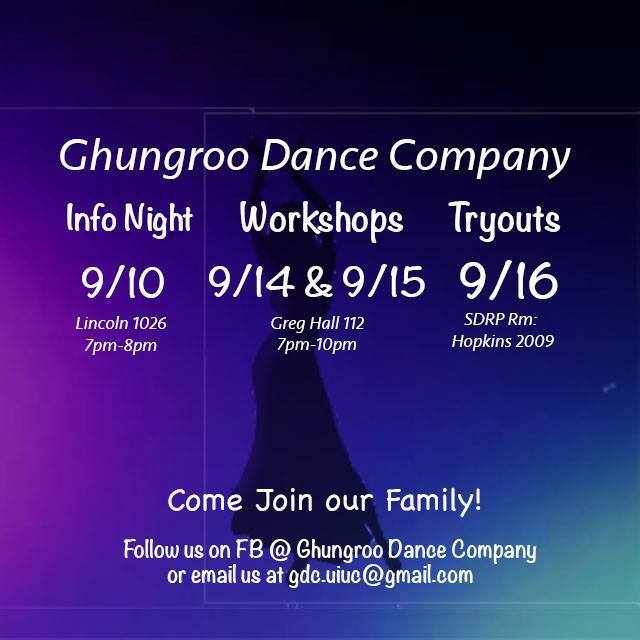 Ghungroo Dance Company
Info Night Workshops Tryouts
9/10 9/14 & 9/15 9/16
Lincoln 1026 Greg Hall 112 SDRP Rm:
7pm-8pm 7pm-10pm Hopkins 2009
Come Join our Family!
Follow us on FB @ Ghungroo Dance Company
or email us at gdc.uiuc@gmail.com